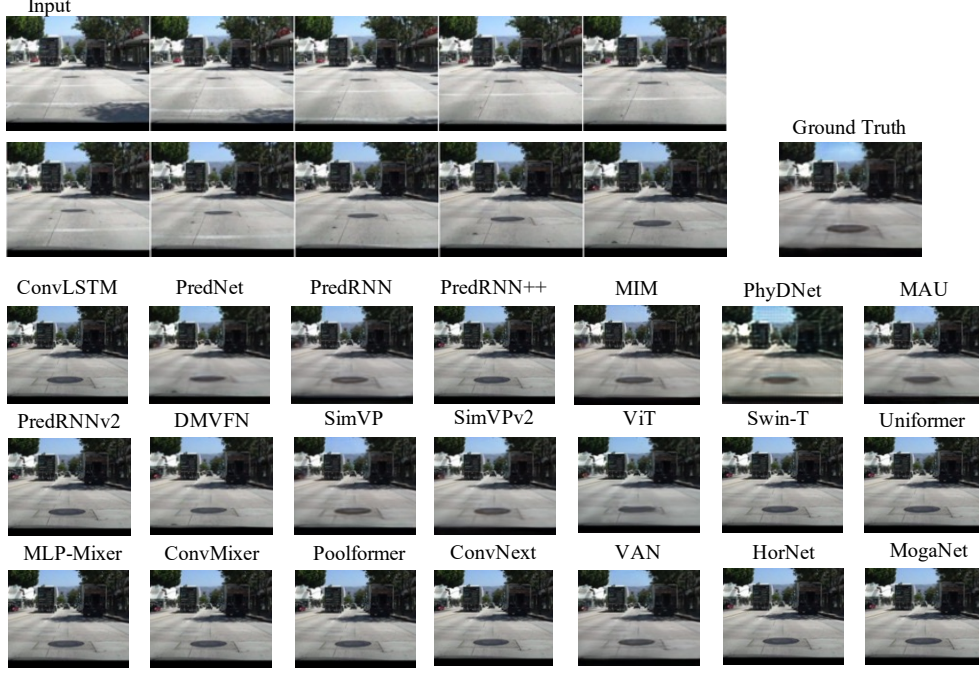 Input
Ground Truth
ConvLSTM PredNet PredRNN PredRNN++ MIM PhyDNet MAU
PredRNNv2 DMVFN SimVP SimVPv2 ViT Swin-T Uniformer
MLP-Mixer ConvMixer Poolformer ConvNext VAN HorNet MogaNet